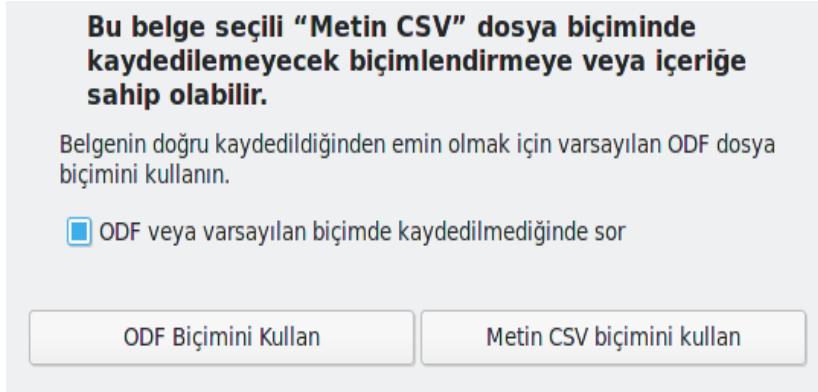 Bu belge seçili “Metin CSV” dosya biçiminde
kaydedilemeyecek biçimlendirmeye veya içeriğe
sahip olabilir.
Belgenin doğru kaydedildiğinden emin olmak için varsayılan ODF dosya
biçimini kullanın.
ODF veya varsayılan biçimde kaydedilmediğinde sor
ODF Biçimini Kullan
Metin CSV biçimini kullan